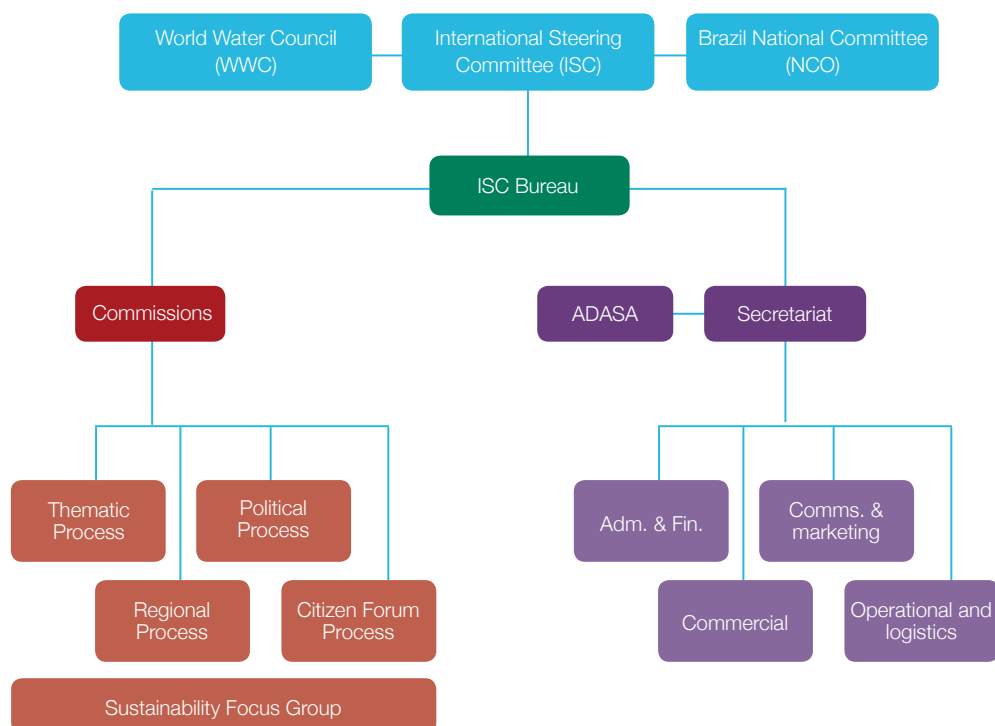 World Water Council
(WWC)
International Steering
Committee (ISC)
Brazil National Committee
(NCO)
ISC Bureau
Commissions
ADASA
Secretariat
Thematic
Process
Political
Process
Regional
Process
Citizen Forum
Process
Sustainability Focus Group
Adm. & Fin.
Comms. &
marketing
Commercial
Operational and
logistics